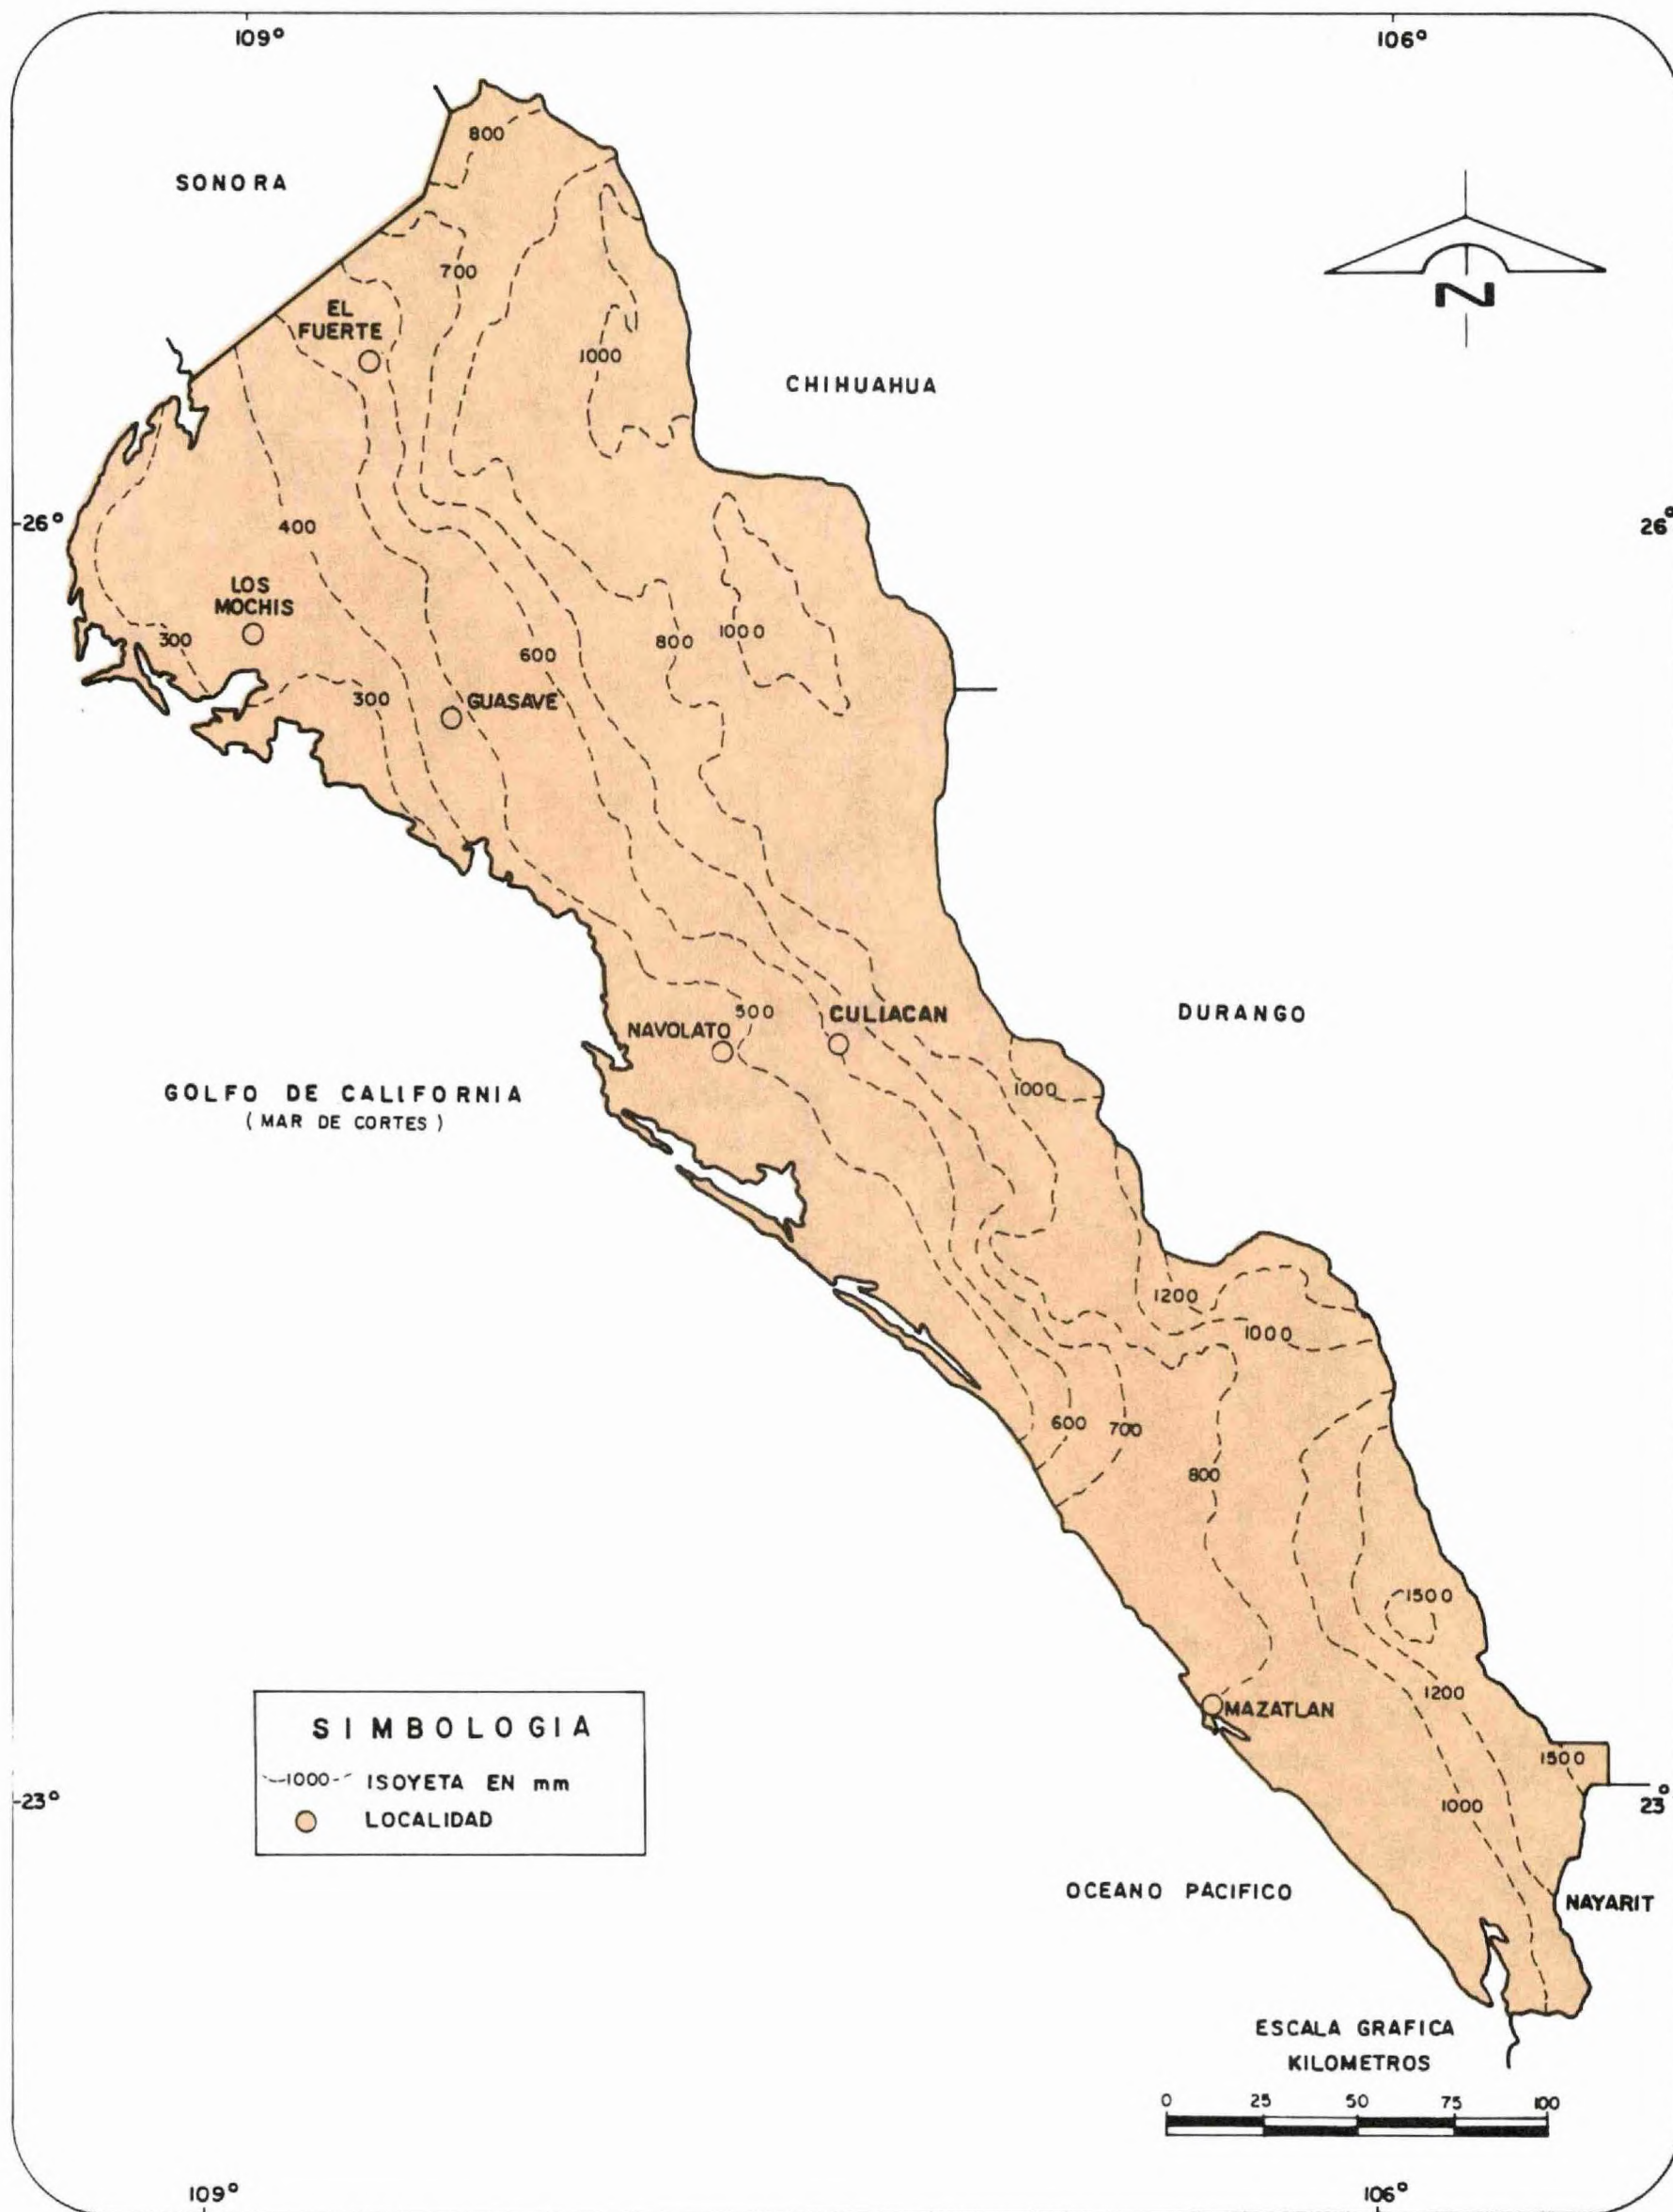 109°
106°
800
SONORA
700
EL
FUERTE
1000
CHIHUAHUA
N
26°
26°
400
LOS
MOCHIS
300
600
800
1000
300
GUASAVE
500
CULIACAN
NAVOLATO
DURANGO
GOLFO DE CALIFORNIA
(MAR DE CORTES)
1000
1200
1000
600
700
800
1500
1200
MAZATLAN
1500
1000
SIMBOLOGIA
1000 ISOYETA EN mm
LOCALIDAD
23°
23°
OCEANO PACIFICO
NAYARIT
ESCALA GRAFICA
KILOMETROS
0 25 50 75 100
109°
106°